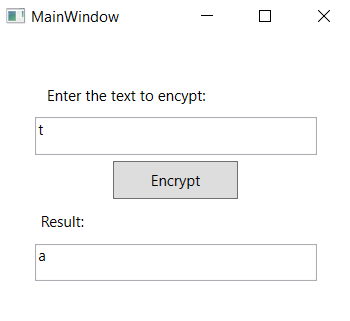 MainWindow
Enter the text to encypt:
t
Encrypt
Result:
a